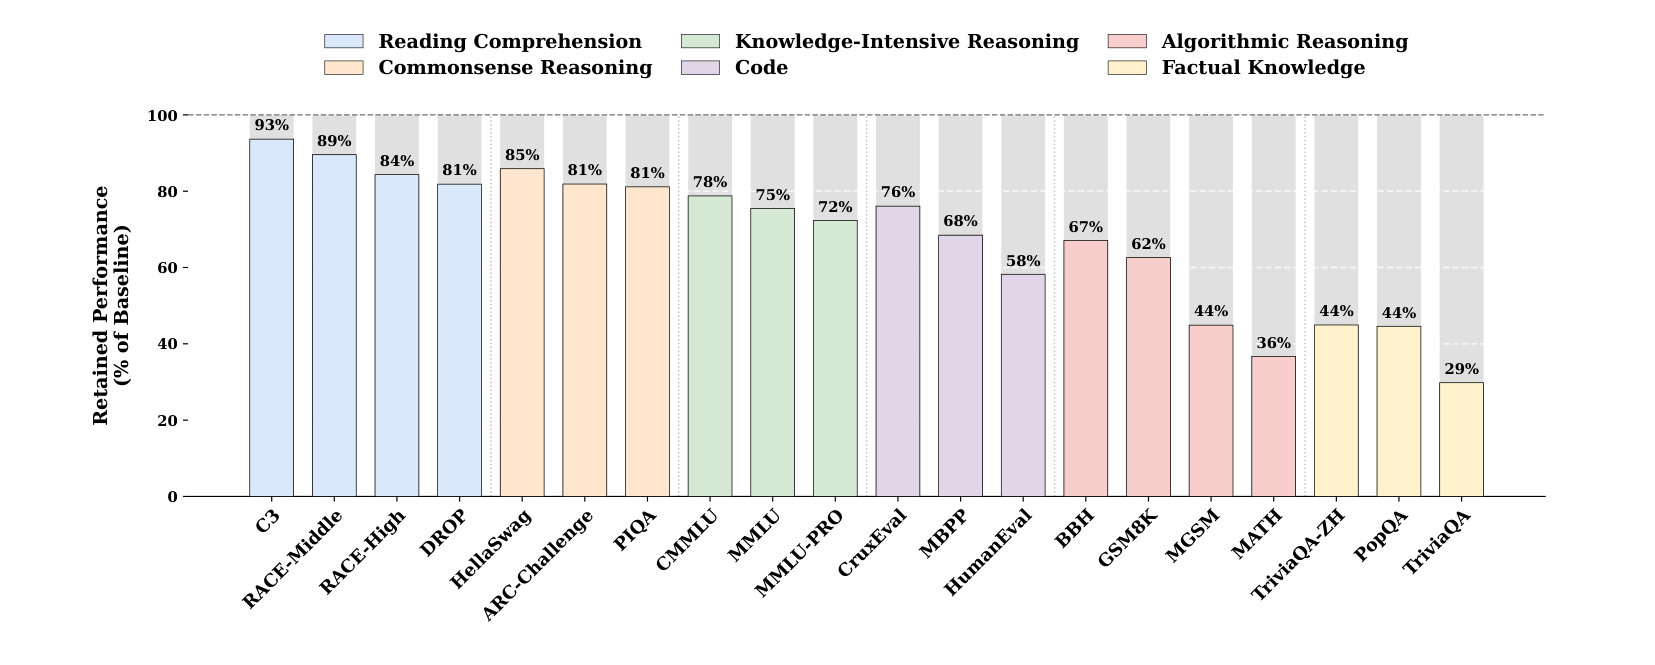 Reading Comprehension
Commonsense Reasoning
Knowledge-Intensive Reasoning
Code
Algorithmic Reasoning
Factual Knowledge
Retained Performance
(% of Baseline)
100
80
60
40
20
0
93%
89%
84%
81%
85%
81%
81%
78%
75%
72%
76%
68%
58%
67%
62%
44%
36%
44%
44%
29%
C3
RACE-Middle
RACE-High
DROP
HellaSwag
ARC-Challenge
PIQA
CMMLU
MMLU
MMLU-PRO
CruxEval
MBPP
HumanEval
BBH
GSM8K
MGSM
MATH
TriviaQA-ZH
PopQA
TriviaQA